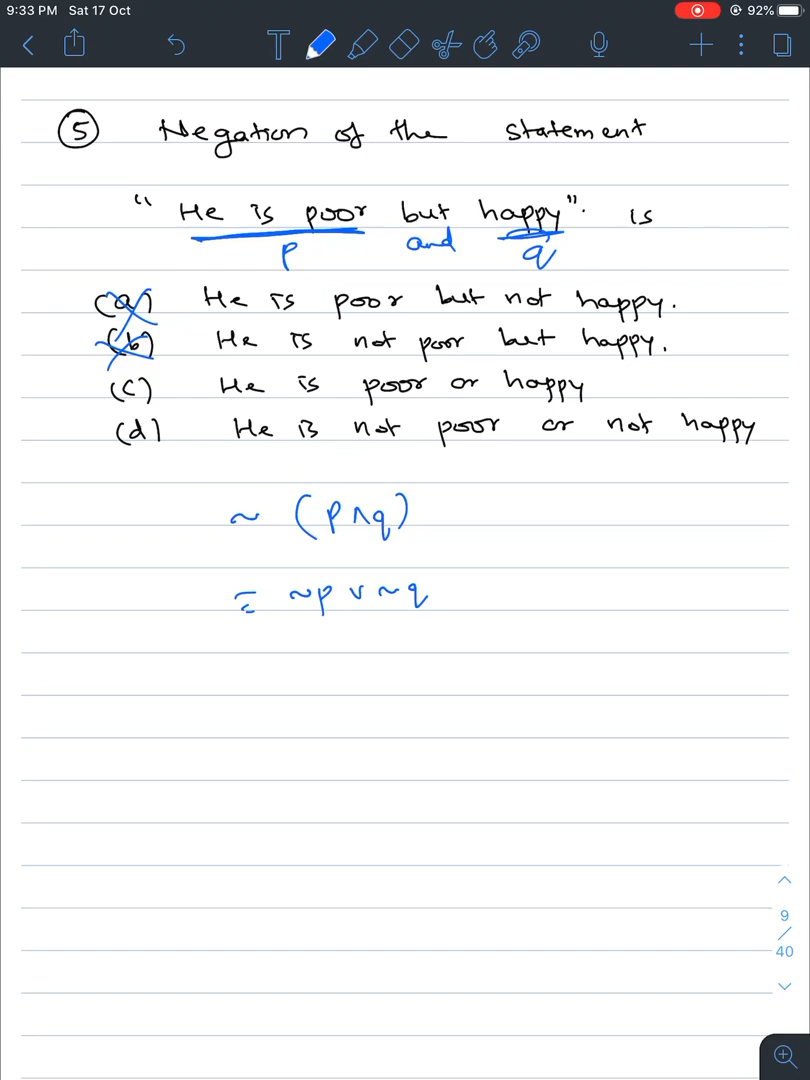 9:33 PM Sat 17 Oct 92%
T
5 Negation of the statement
" He is poor but happy". is
p and q
(a) He is poor but not happy.
(b) He is not poor but happy.
(c) He is poor or happy
(d) He is not poor or not happy
~ (p ∧ q)
≡ ~p ∨ ~q
9
/
40